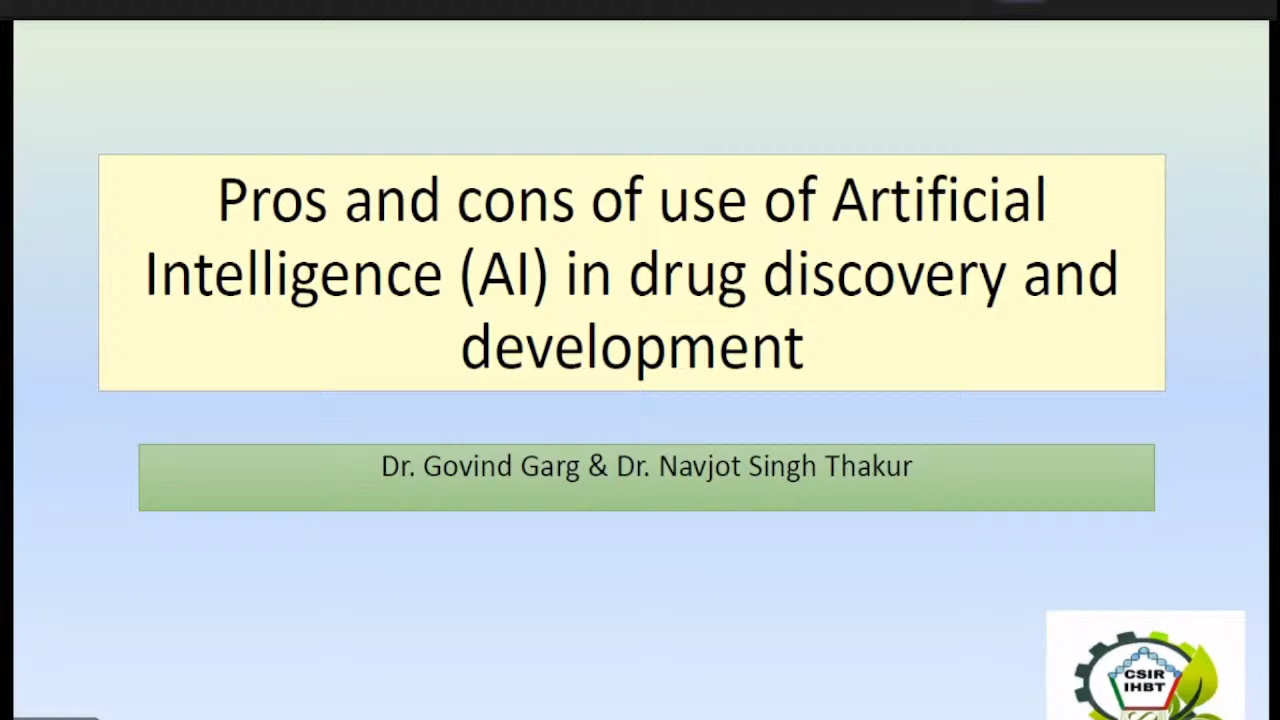 Pros and cons of use of Artificial
Intelligence (AI) in drug discovery and
development
Dr. Govind Garg & Dr. Navjot Singh Thakur
CSIR
IHBT